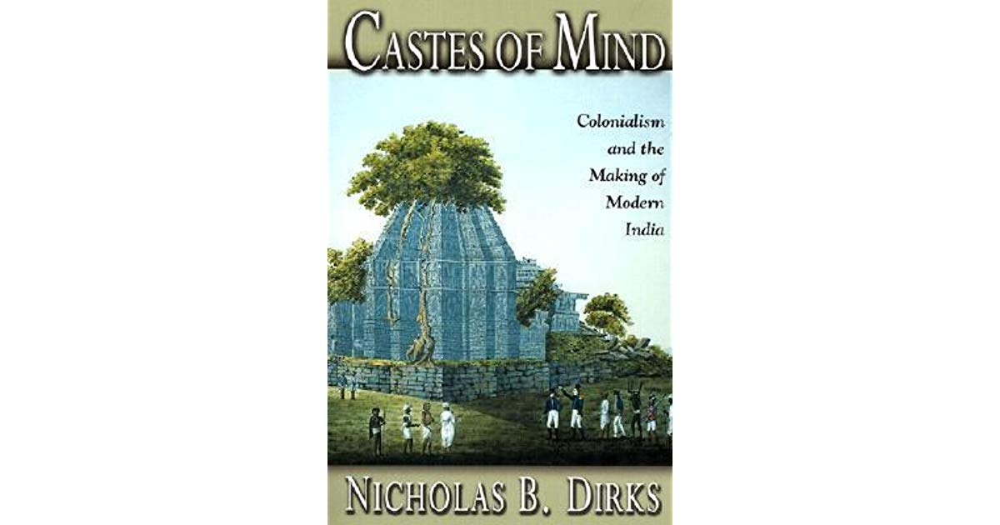 CASTES OF MIND
Colonialism
and the
Making of
Modern
India
NICHOLAS B. DIRKS